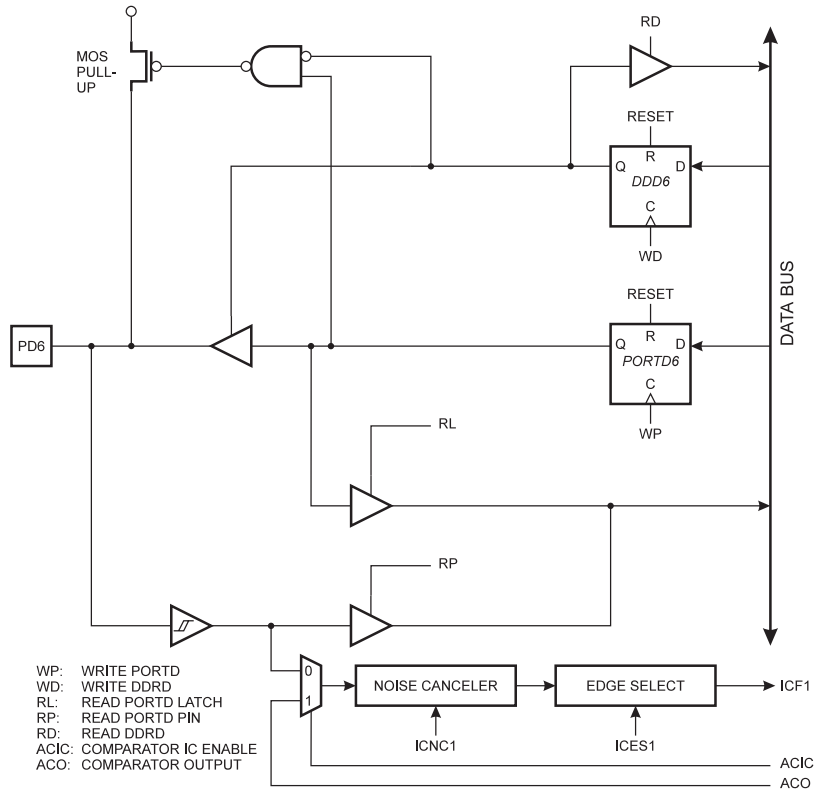 RD
MOS
PULL-
UP
RESET
R
Q
D
DDD6
C
WD
DATA BUS
RESET
R
PD6
Q
D
PORTD6
C
WP
RL
RP
0
1
NOISE CANCELER
EDGE SELECT
ICF1
ICNC1
ICES1
ACIC
ACO
WP: WRITE PORTD
WD: WRITE DDRD
RL: READ PORTD LATCH
RP: READ PORTD PIN
RD: READ DDRD
ACIC: COMPARATOR IC ENABLE
ACO: COMPARATOR OUTPUT